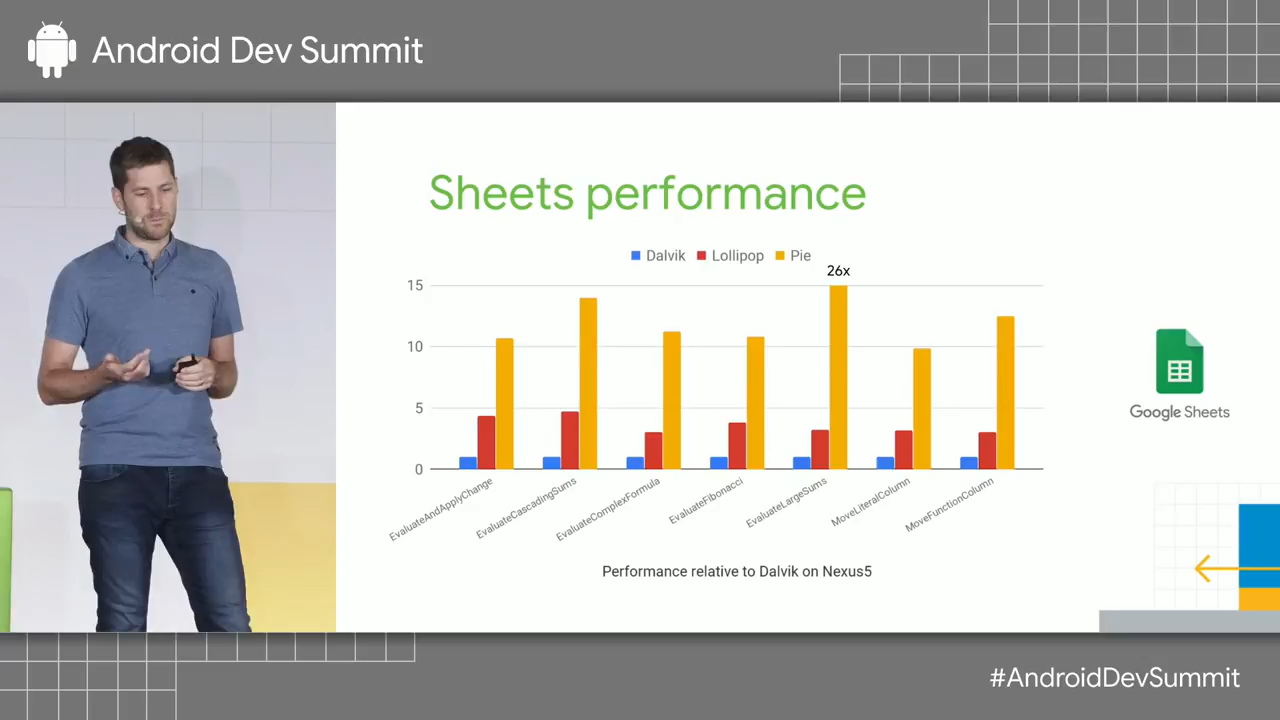 Android Dev Summit
Sheets performance
Dalvik Lollipop Pie
26x
15
10
5
0
EvaluateAndApplyChange
EvaluateCascadingSums
EvaluateComplexFormula
EvaluateFibonacci
EvaluateLargeSums
MoveLiteralColumn
MoveFunctionColumn
Performance relative to Dalvik on Nexus5
Google Sheets
#AndroidDevSummit